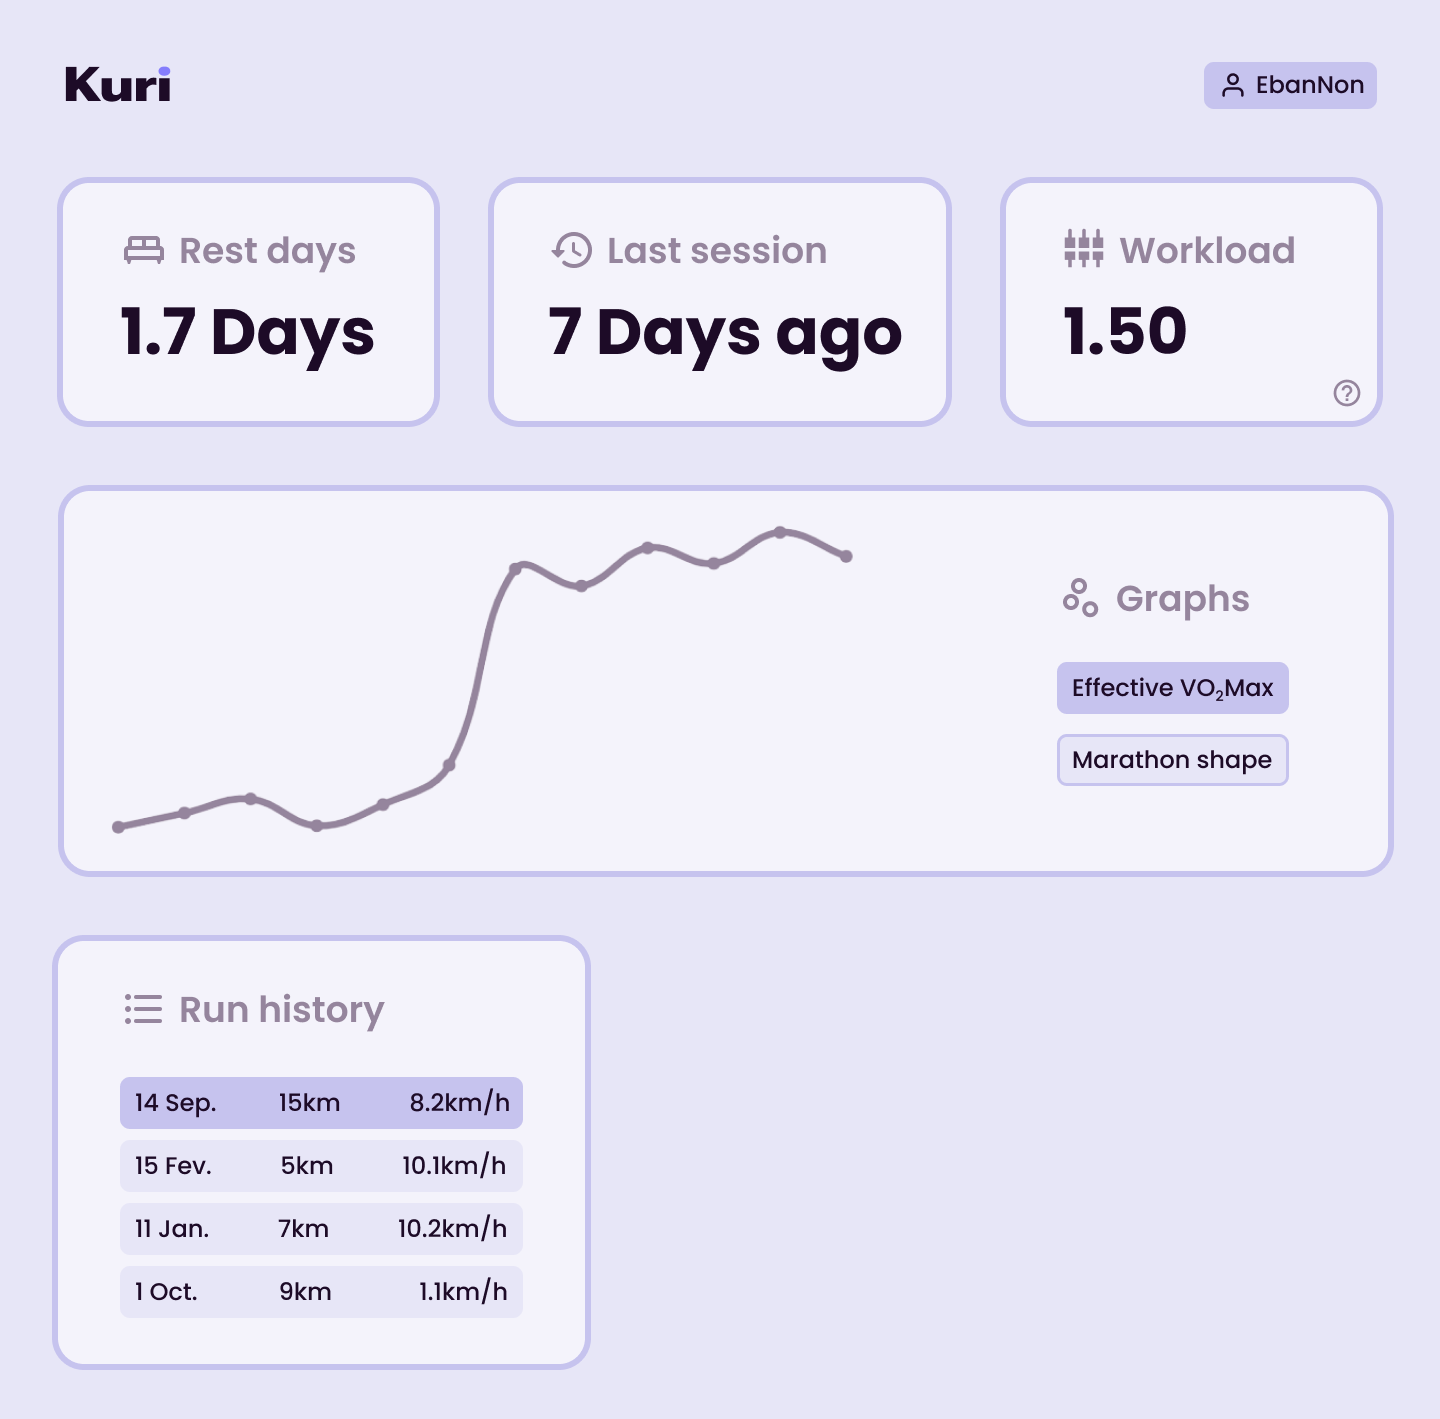 Kuri
EbanNon
Rest days
1.7 Days
Last session
7 Days ago
Workload
1.50
Graphs
Effective VO₂Max
Marathon shape
Run history
14 Sep. 15km 8.2km/h
15 Fev. 5km 10.1km/h
11 Jan. 7km 10.2km/h
1 Oct. 9km 1.1km/h